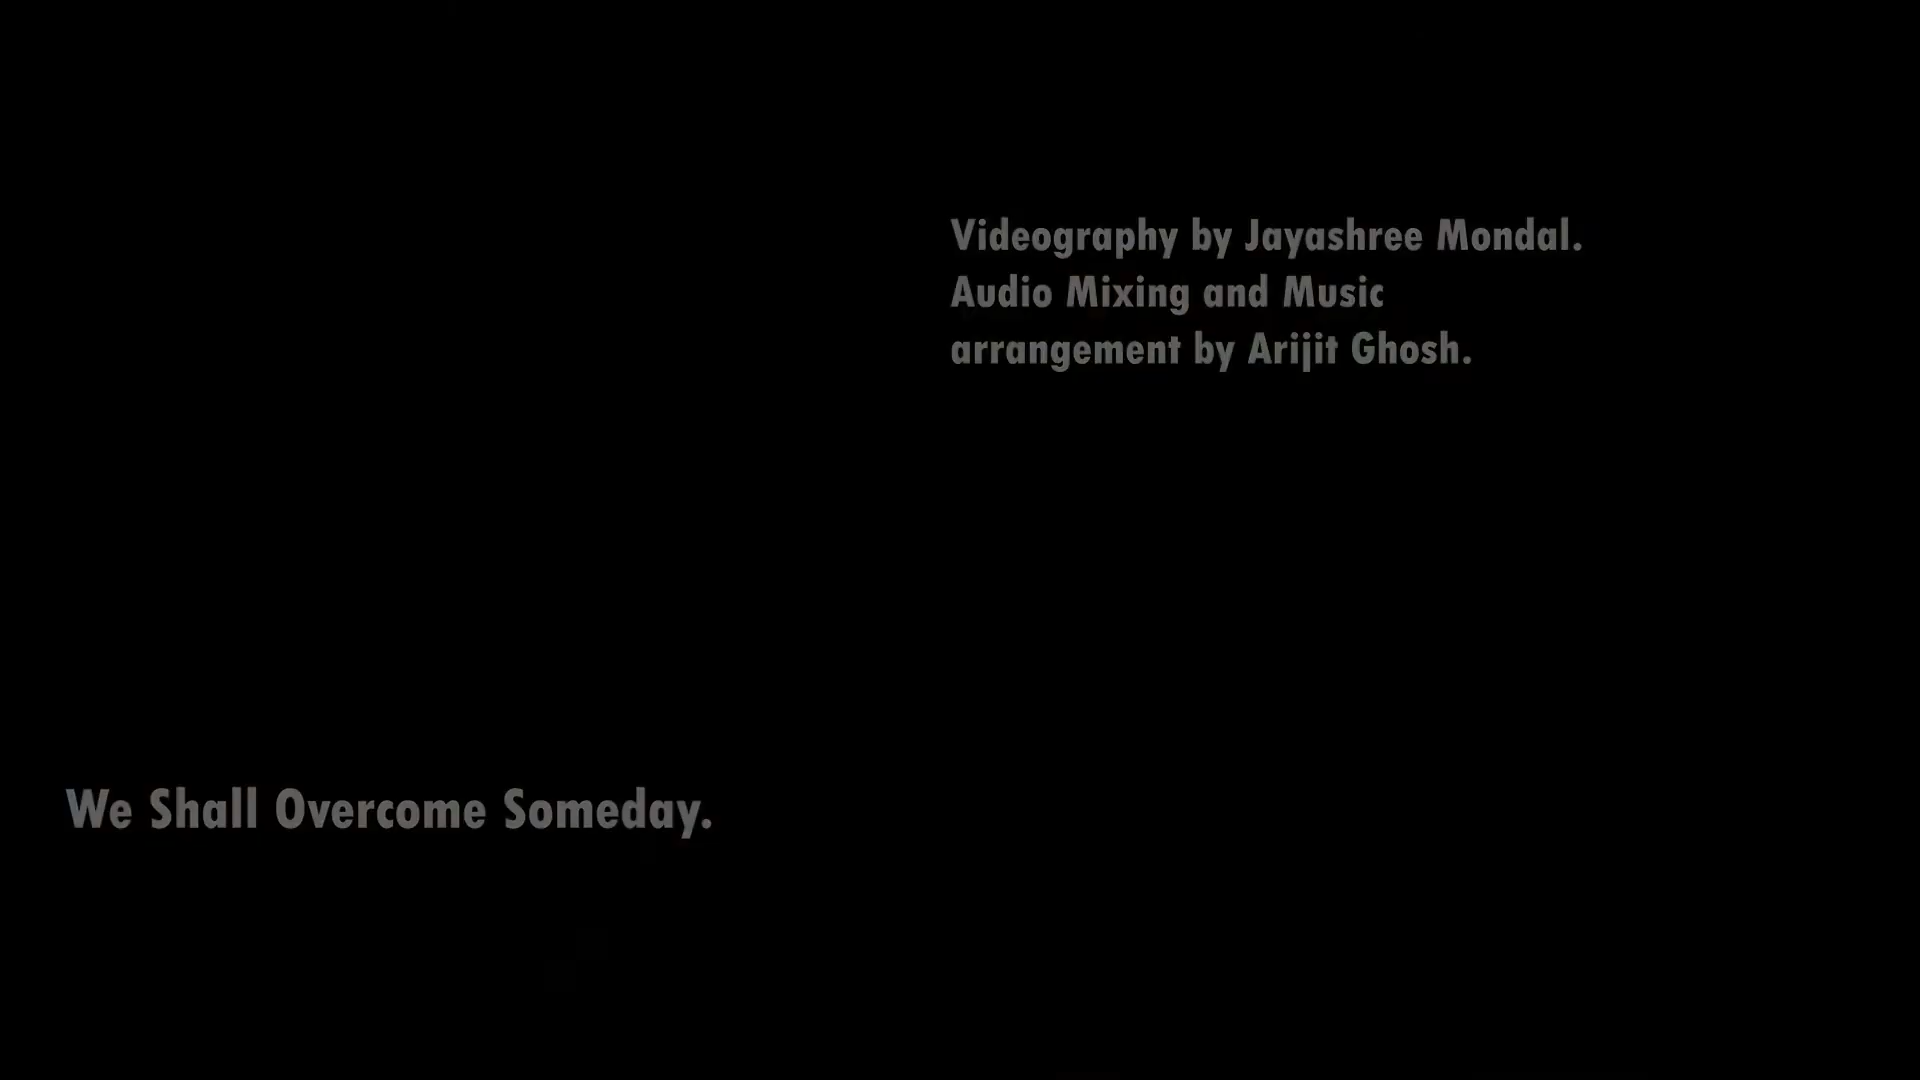 Videography by Jayashree Mondal.
Audio Mixing and Music
arrangement by Arijit Ghosh.
We Shall Overcome Someday.